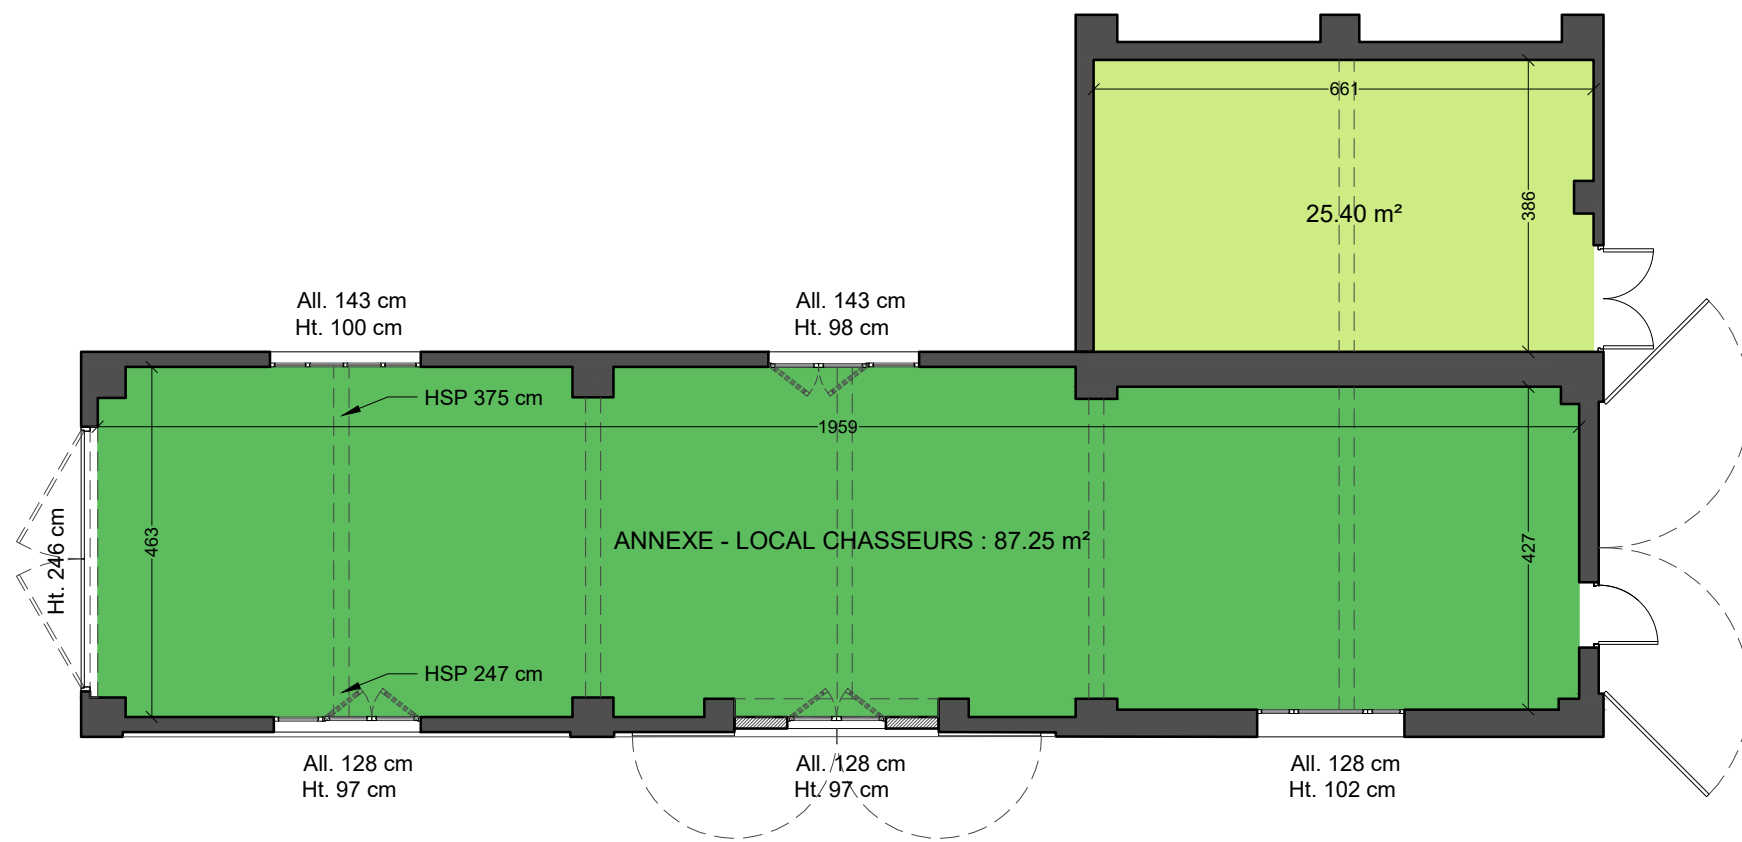 661
25.40 m²
386
All. 143 cm
Ht. 100 cm
All. 143 cm
Ht. 98 cm
HSP 375 cm
1959
Ht. 246 cm
463
ANNEXE - LOCAL CHASSEURS : 87.25 m²
427
HSP 247 cm
All. 128 cm
Ht. 97 cm
All. 128 cm
Ht. 97 cm
All. 128 cm
Ht. 102 cm